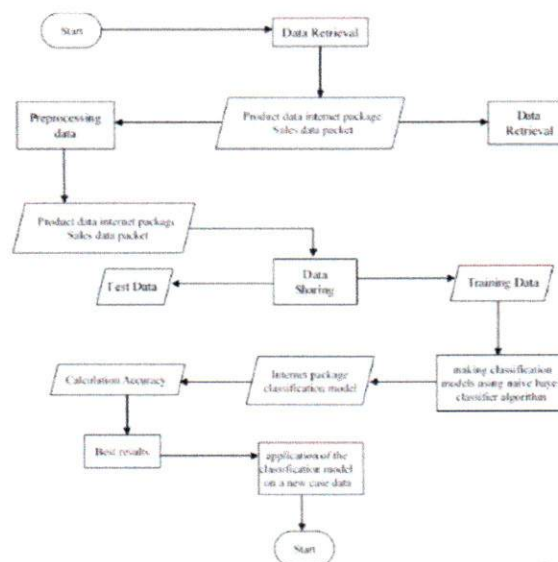 Start
Data Retrieval
Product data internet package
Sales data packet
Preprocessing
data
Data
Retrieval
Product data internet package
Sales data packet
Test Data
Data
Sharing
Training Data
Calculation Accuracy
Internet package
classification model
making classification
models using naive bayes
classifier algorithm
Best results
application of the
classification model
on a new case data
Start